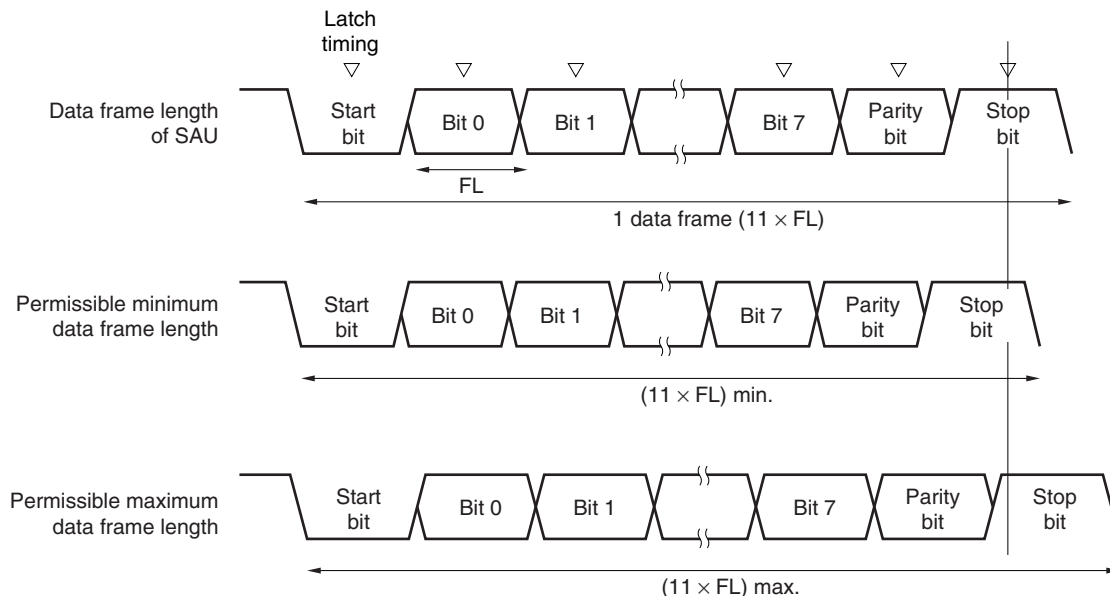 Latch
timing
Data frame length
of SAU
Start
bit
Bit 0
Bit 1
Bit 7
Parity
bit
Stop
bit
FL
1 data frame (11 × FL)
Permissible minimum
data frame length
Start
bit
Bit 0
Bit 1
Bit 7
Parity
bit
Stop
bit
(11 × FL) min.
Permissible maximum
data frame length
Start
bit
Bit 0
Bit 1
Bit 7
Parity
bit
Stop
bit
(11 × FL) max.